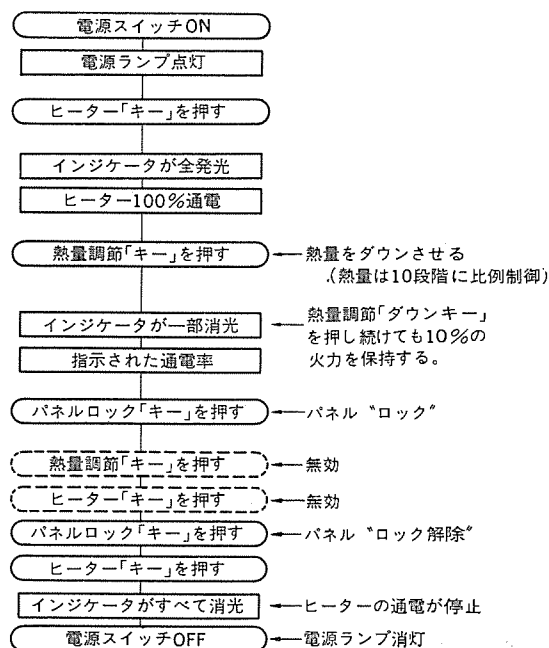 電源スイッチON
電源ランプ点灯
ヒーター「キー」を押す
インジケータが全発光
ヒーター100%通電
熱量調節「キー」を押す
熱量をダウンさせる
(熱量は10段階に比例制御)
インジケータが一部消光
熱量調節「ダウンキー」
を押し続けても10%の
火力を保持する。
指示された通電率
パネルロック「キー」を押す
パネル〝ロック〟
熱量調節「キー」を押す
無効
ヒーター「キー」を押す
無効
パネルロック「キー」を押す
パネル〝ロック解除〟
ヒーター「キー」を押す
インジケータがすべて消光
ヒーターの通電が停止
電源スイッチOFF
電源ランプ消灯